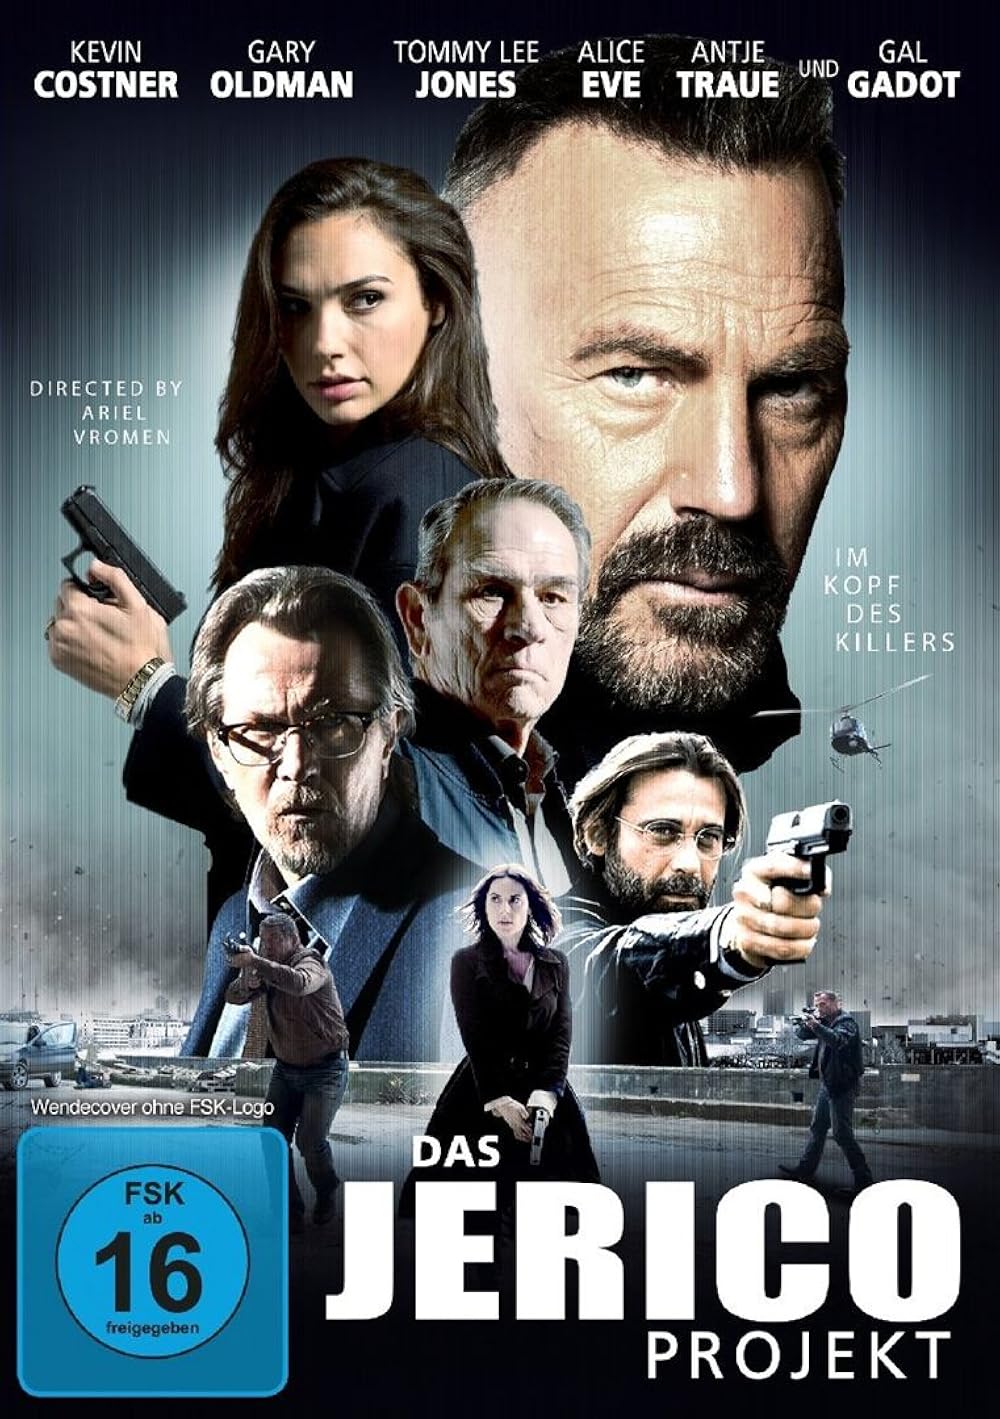 KEVIN COSTNER
GARY OLDMAN
TOMMY LEE JONES
ALICE EVE
ANTJE TRAUE
UND
GAL GADOT
DIRECTED BY
ARIEL
VROMEN
IM
KOPF
DES
KILLERS
Wendecover ohne FSK-Logo
FSK
ab
16
freigegeben
DAS
JERICO
PROJEKT